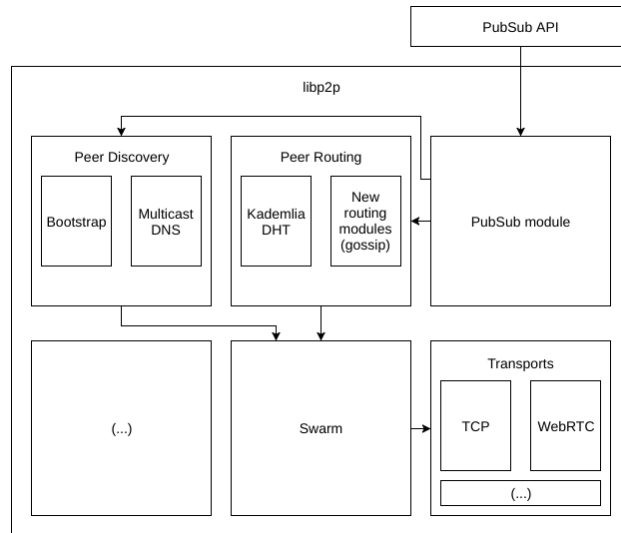 PubSub API
libp2p
Peer Discovery
Bootstrap
Multicast
DNS
Peer Routing
Kademlia
DHT
New
routing
modules
(gossip)
PubSub module
(...)
Swarm
Transports
TCP
WebRTC
(...)